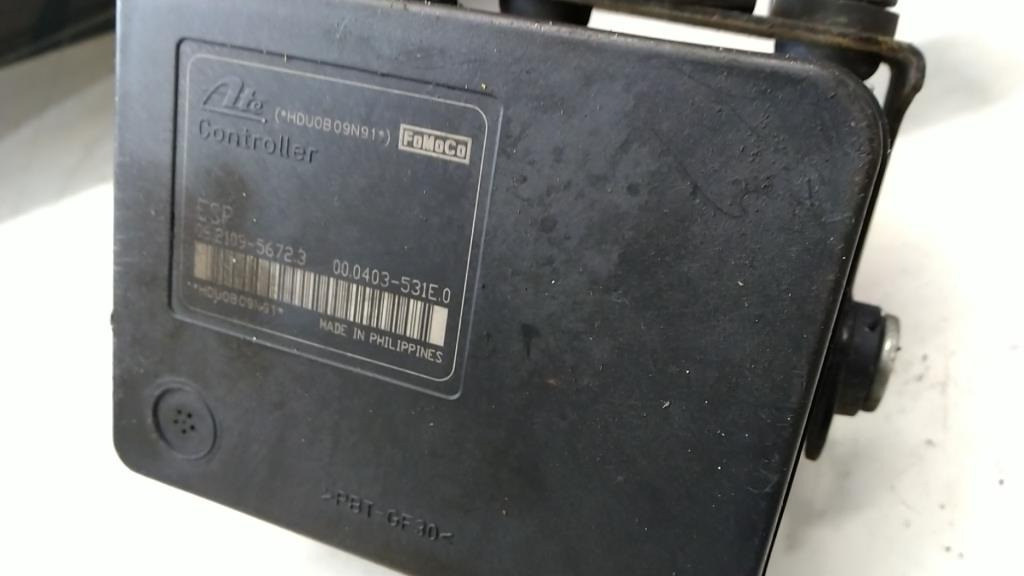 Ate (*HDU0B09N91*) FoMoCo
Controller
ESP
06.2109-5672.3 00.0403-531E.0
**HDU0B09N91*
MADE IN PHILIPPINES
>PBT-GF30<